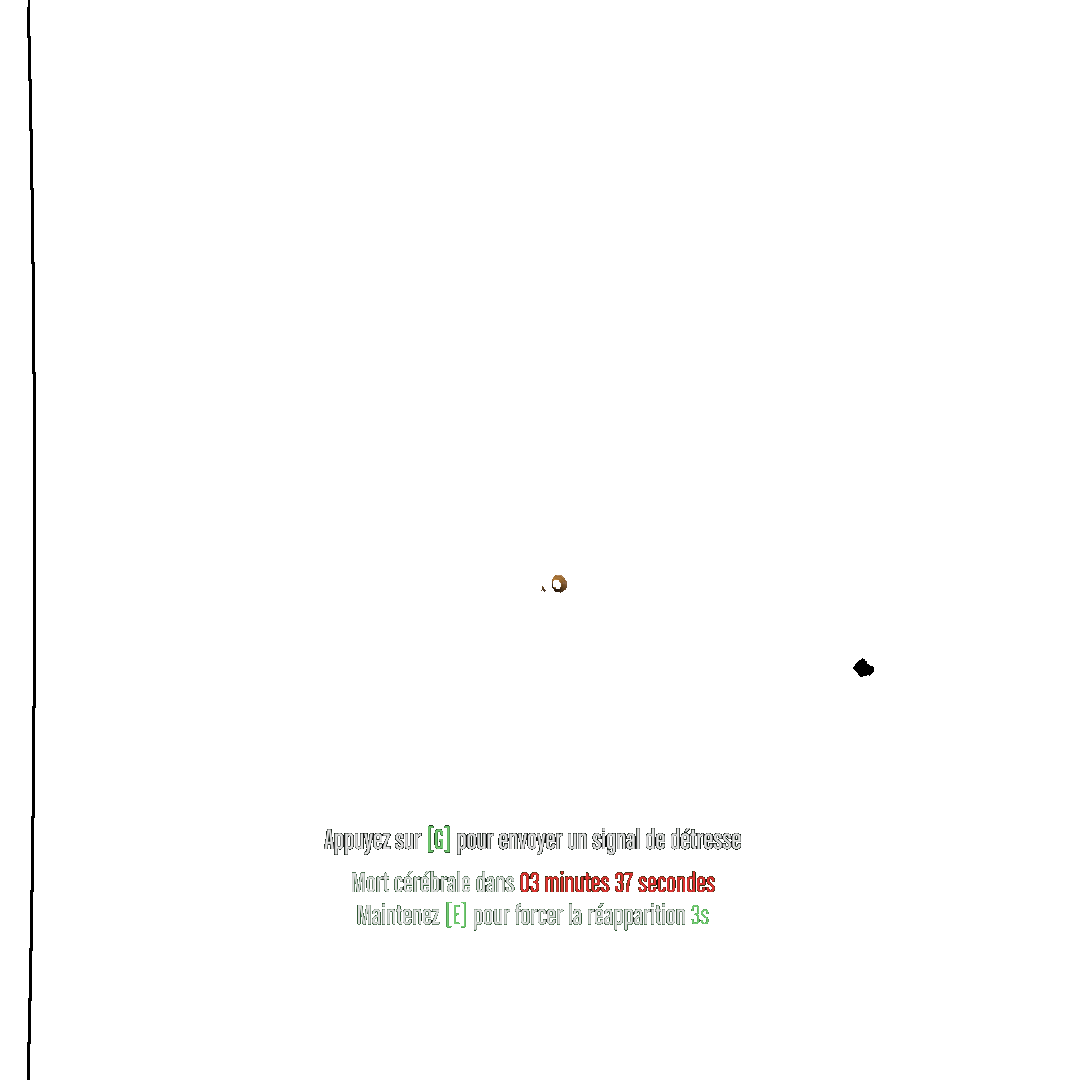 Appuyez sur [G] pour envoyer un signal de détresse
Mort cérébrale dans 03 minutes 37 secondes
Maintenez [E] pour forcer la réapparition 3s